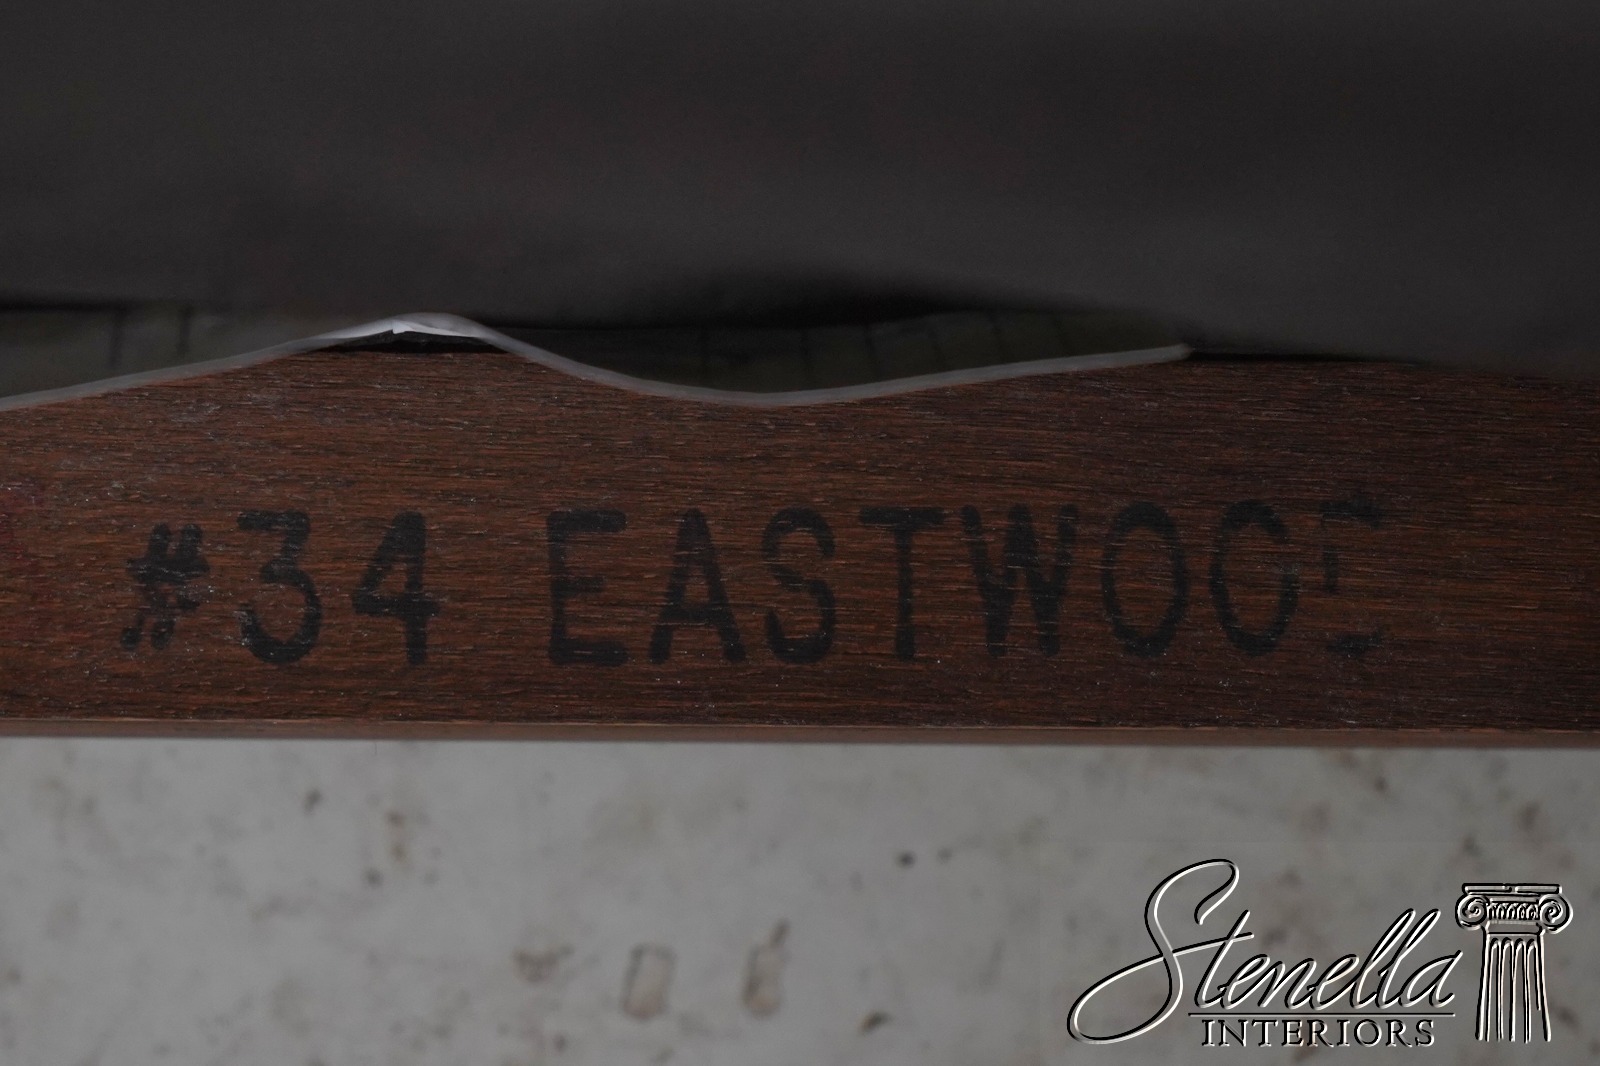 #34 EASTWOOD
Stenella
INTERIORS